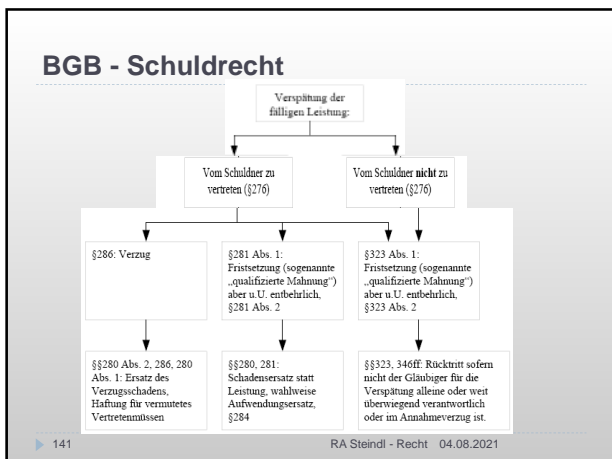 BGB - Schuldrecht
Verspätung der
fälligen Leistung:
Vom Schuldner zu
vertreten (§276)
Vom Schuldner nicht zu
vertreten (§276)
§286: Verzug
§281 Abs. 1:
Fristsetzung (sogenannte
„qualifizierte Mahnung“)
aber u.U. entbehrlich,
§281 Abs. 2
§323 Abs. 1:
Fristsetzung (sogenannte
„qualifizierte Mahnung“)
aber u.U. entbehrlich,
§323 Abs. 2
§§280 Abs. 2, 286, 280
Abs. 1: Ersatz des
Verzugsschadens,
Haftung für vermutetes
Vertretenmüssen
§§280, 281:
Schadensersatz statt
Leistung, wahlweise
Aufwendungsersatz,
§284
§§323, 346ff: Rücktritt sofern
nicht der Gläubiger für die
Verspätung alleine oder weit
überwiegend verantwortlich
oder im Annahmeverzug ist.
141 RA Steindl - Recht 04.08.2021